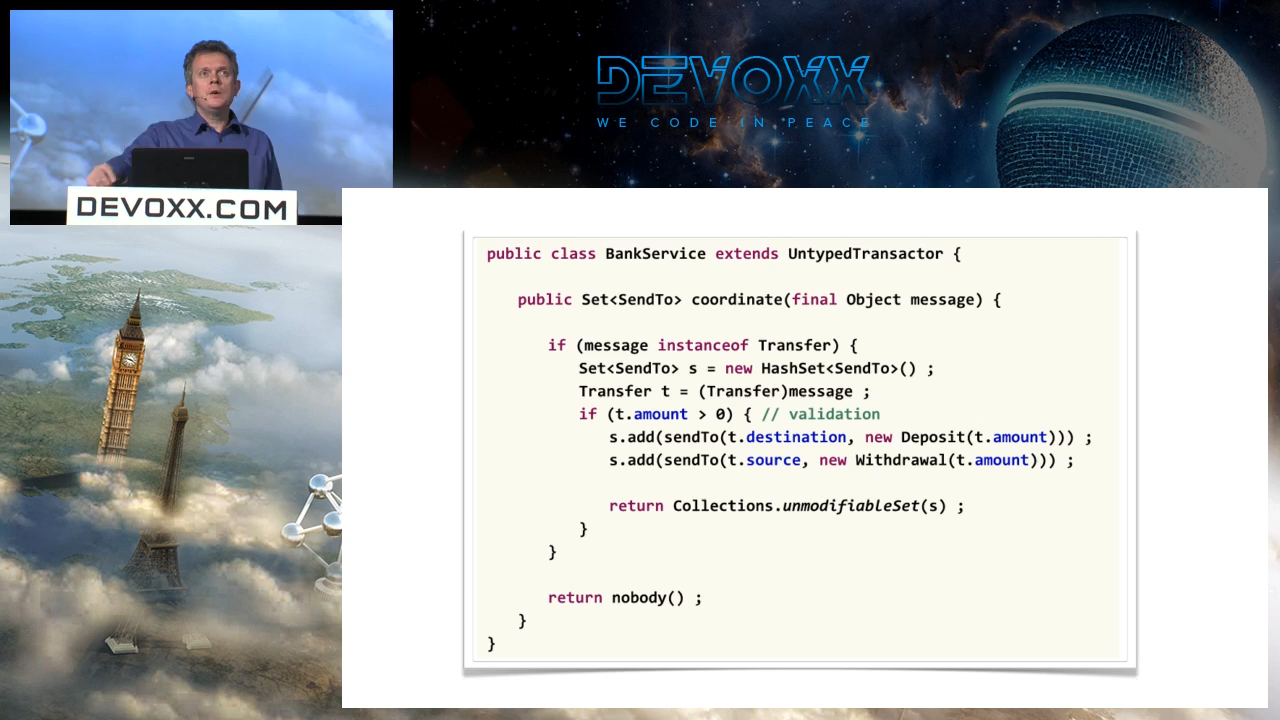 DEVOXX
WE CODE IN PEACE
DEVOXX.COM
public class BankService extends UntypedTransactor {
public Set<SendTo> coordinate(final Object message) {
if (message instanceof Transfer) {
Set<SendTo> s = new HashSet<SendTo>() ;
Transfer t = (Transfer)message ;
if (t.amount > 0) { // validation
s.add(sendTo(t.destination, new Deposit(t.amount))) ;
s.add(sendTo(t.source, new Withdrawal(t.amount))) ;
return Collections.unmodifiableSet(s) ;
}
}
return nobody() ;
}
}